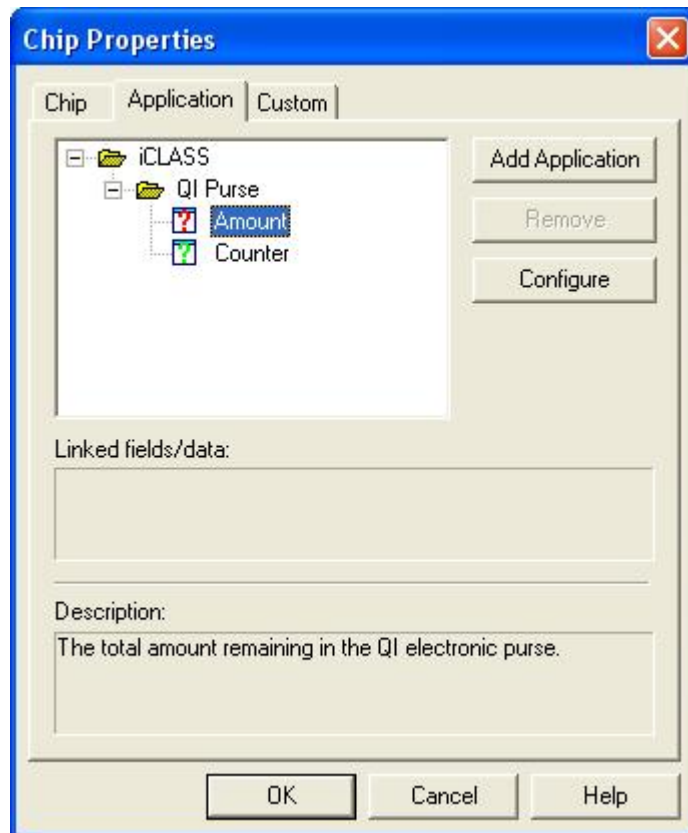 Chip Properties
Chip Application Custom
iCLASS
QI Purse
Amount
Counter
Add Application
Remove
Configure
Linked fields/data:
Description:
The total amount remaining in the QI electronic purse.
OK Cancel Help